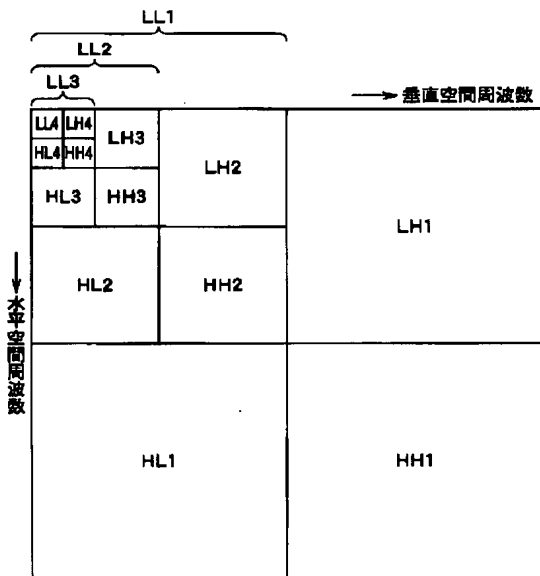 LL1
LL2
LL3
→ 垂直空間周波数
LL4 LH4
HL4 HH4
LH3
LH2
HL3 HH3
LH1
HL2 HH2
→ 水平空間周波数
HL1 HH1